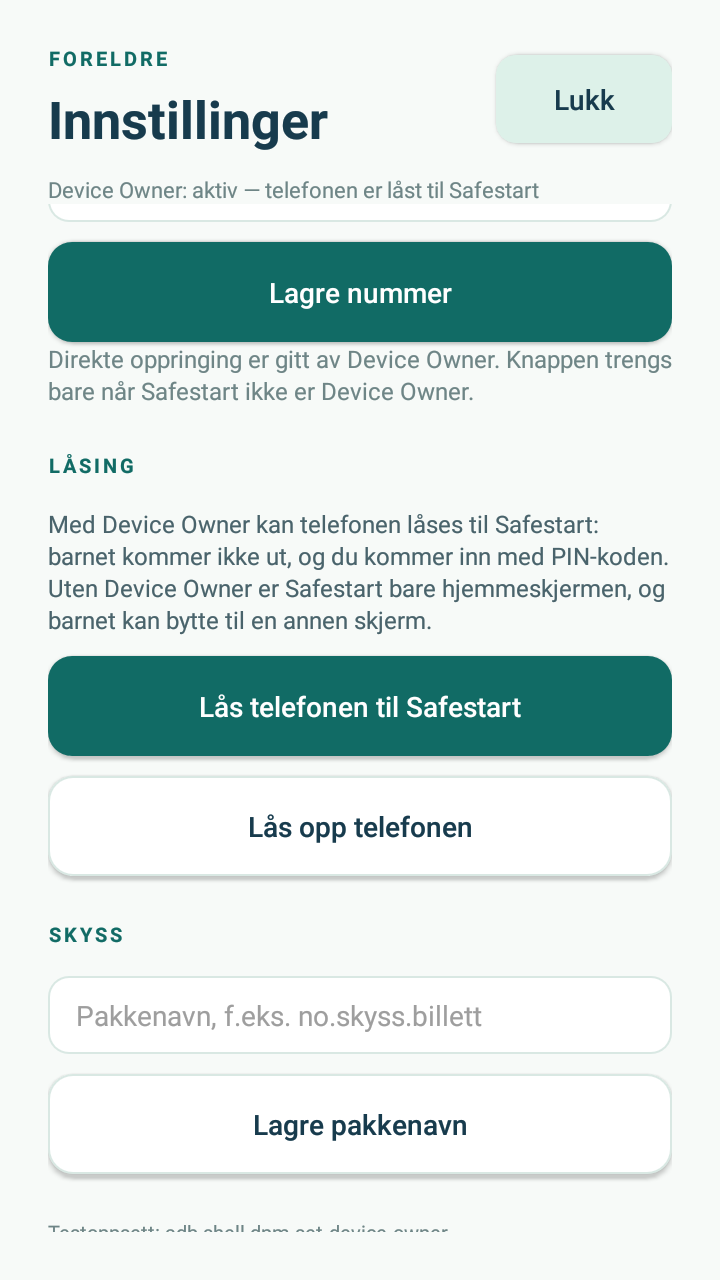 FORELDRE
Innstillinger
Lukk
Device Owner: aktiv — telefonen er låst til Safestart
Lagre nummer
Direkte oppringing er gitt av Device Owner. Knappen trengs
bare når Safestart ikke er Device Owner.
LÅSING
Med Device Owner kan telefonen låses til Safestart:
barnet kommer ikke ut, og du kommer inn med PIN-koden.
Uten Device Owner er Safestart bare hjemmeskjermen, og
barnet kan bytte til en annen skjerm.
Lås telefonen til Safestart
Lås opp telefonen
SKYSS
Pakkenavn, f.eks. no.skyss.billett
Lagre pakkenavn